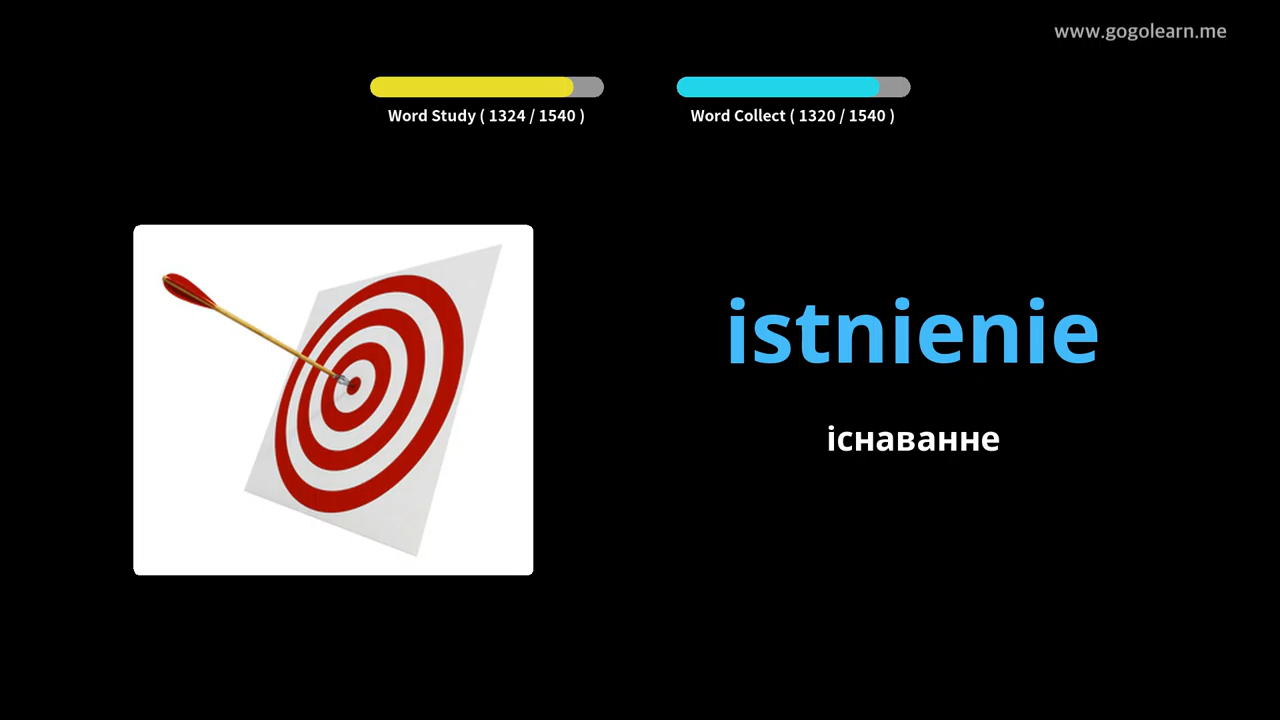 www.gogolearn.me
Word Study ( 1324 / 1540 )
Word Collect ( 1320 / 1540 )
istnienie
існаванне